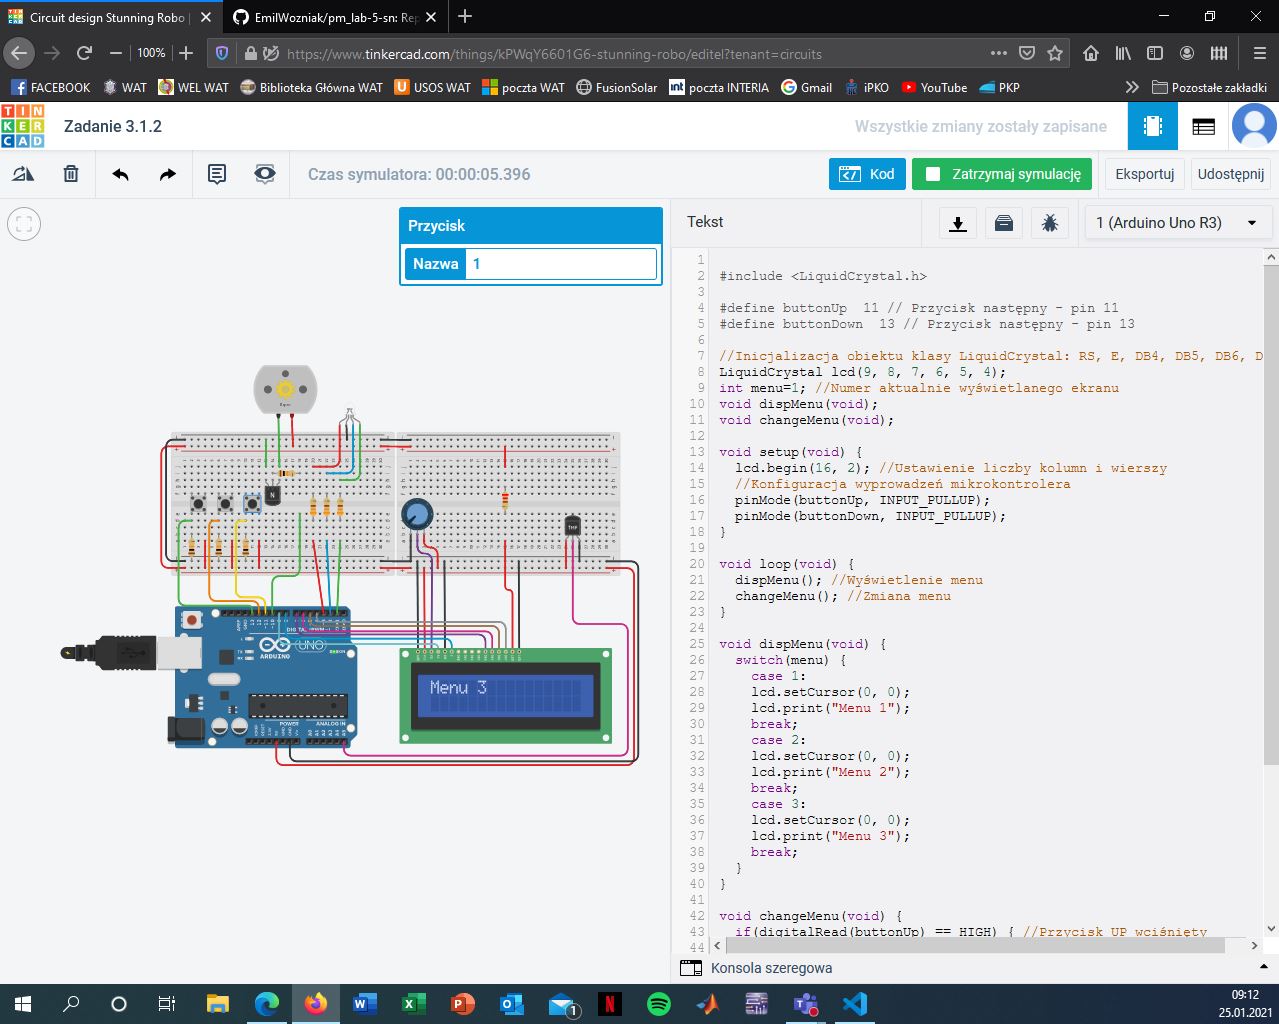 Circuit design Stunning Robo |
EmilWozniak/pm_lab-5-sn: Rep
100%
https://www.tinkercad.com/things/kPWqY6601G6-stunning-robo/editel?tenant=circuits
FACEBOOK
WAT
WEL WAT
Biblioteka Główna WAT
USOS WAT
poczta WAT
FusionSolar
int
poczta INTERIA
Gmail
iPKO
YouTube
PKP
Pozostałe zakładki
TIN
KER
CAD
Zadanie 3.1.2
Wszystkie zmiany zostały zapisane
Czas symulatora: 00:00:05.396
Kod
Zatrzymaj symulację
Eksportuj
Udostępnij
Przycisk
Nazwa 1
Tekst
1 (Arduino Uno R3)
1
2 #include <LiquidCrystal.h>
3
4 #define buttonUp  11 // Przycisk następny - pin 11
5 #define buttonDown  13 // Przycisk następny - pin 13
6
7 //Inicjalizacja obiektu klasy LiquidCrystal: RS, E, DB4, DB5, DB6, D
8 LiquidCrystal lcd(9, 8, 7, 6, 5, 4);
9 int menu=1; //Numer aktualnie wyświetlanego ekranu
10 void dispMenu(void);
11 void changeMenu(void);
12
13 void setup(void) {
14   lcd.begin(16, 2); //Ustawienie liczby kolumn i wierszy
15   //Konfiguracja wyprowadzeń mikrokontrolera
16   pinMode(buttonUp, INPUT_PULLUP);
17   pinMode(buttonDown, INPUT_PULLUP);
18 }
19
20 void loop(void) {
21   dispMenu(); //Wyświetlenie menu
22   changeMenu(); //Zmiana menu
23 }
24
25 void dispMenu(void) {
26   switch(menu) {
27     case 1:
28     lcd.setCursor(0, 0);
29     lcd.print("Menu 1");
30     break;
31     case 2:
32     lcd.setCursor(0, 0);
33     lcd.print("Menu 2");
34     break;
35     case 3:
36     lcd.setCursor(0, 0);
37     lcd.print("Menu 3");
38     break;
39   }
40 }
41
42 void changeMenu(void) {
43   if(digitalRead(buttonUp) == HIGH) { //Przycisk UP wciśnięty
44
N
TMP
UNO
ARDUINO
POWER
ANALOG IN
Menu 3
Konsola szeregowa
1
09:12
25.01.2021